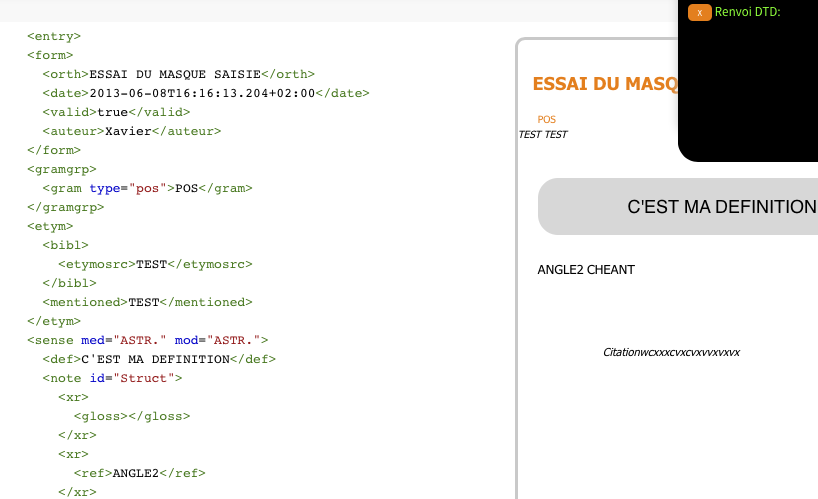 <entry>
<form>
<orth>ESSAI DU MASQUE SAISIE</orth>
<date>2013-06-08T16:16:13.204+02:00</date>
<valid>true</valid>
<auteur>Xavier</auteur>
</form>
<gramgrp>
<gram type="pos">POS</gram>
</gramgrp>
<etym>
<bibl>
<etymosrc>TEST</etymosrc>
</bibl>
<mentioned>TEST</mentioned>
</etym>
<sense med="ASTR." mod="ASTR.">
<def>C'EST MA DEFINITION</def>
<note id="Struct">
<xr>
<gloss></gloss>
</xr>
<xr>
<ref>ANGLE2</ref>
</xr>
x Renvoi DTD:
ESSAI DU MASQ
POS
TEST TEST
C'EST MA DEFINITION
ANGLE2 CHEANT
Citationwcxxxcvxcvxvvxvxvx